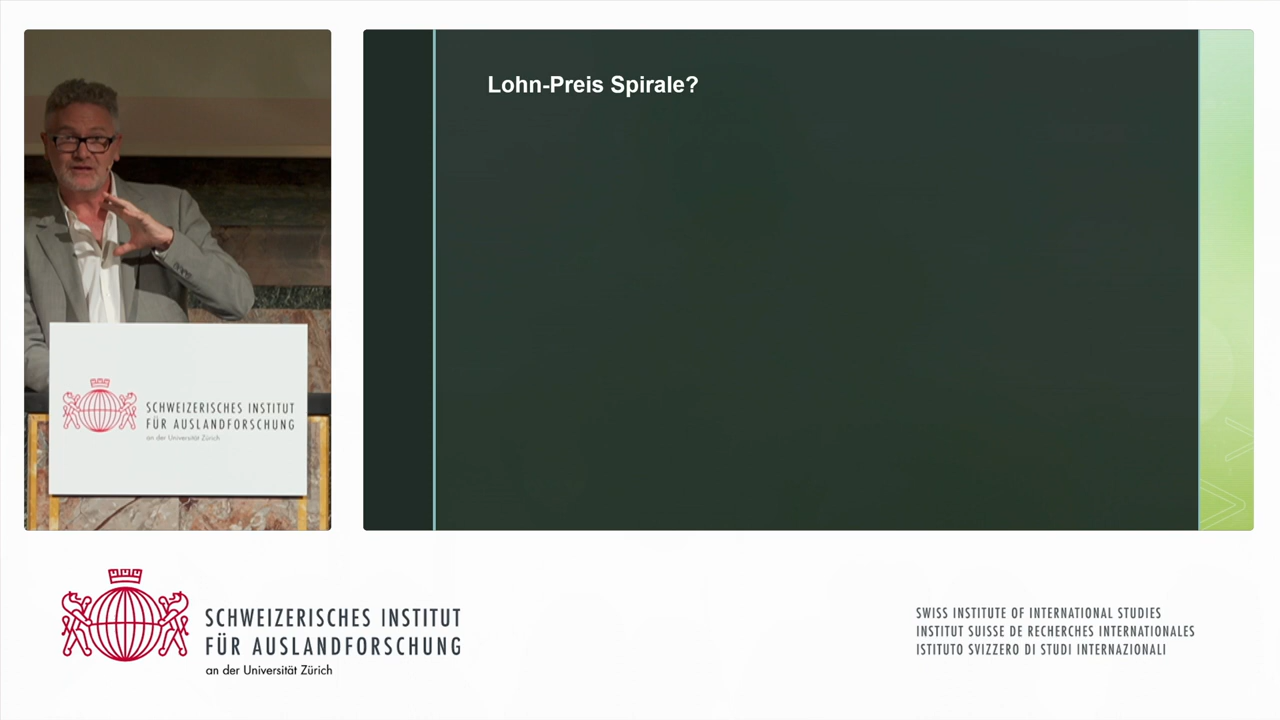 Lohn-Preis Spirale?
SCHWEIZERISCHES INSTITUT
FÜR AUSLANDFORSCHUNG
an der Universität Zürich
SCHWEIZERISCHES INSTITUT
FÜR AUSLANDFORSCHUNG
an der Universität Zürich
SWISS INSTITUTE OF INTERNATIONAL STUDIES
INSTITUT SUISSE DE RECHERCHES INTERNATIONALES
ISTITUTO SVIZZERO DI STUDI INTERNAZIONALI